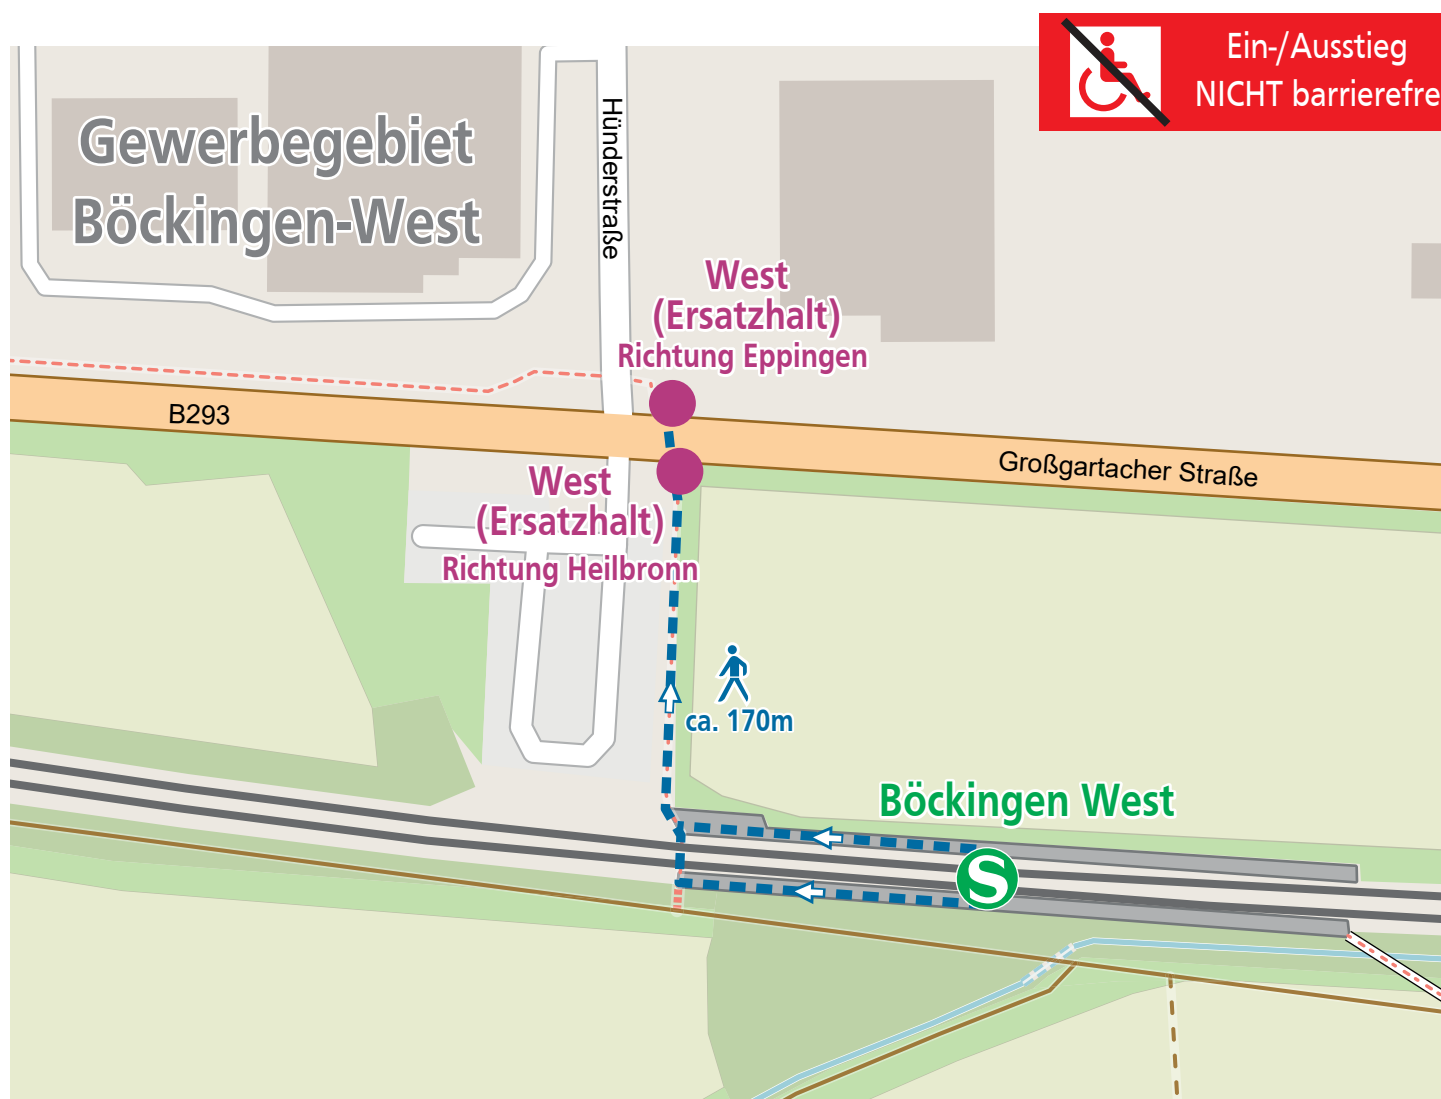 Ein-/Ausstieg
NICHT barrierefre
Gewerbegebiet
Böckingen-West
Hünderstraße
West
(Ersatzhalt)
Richtung Eppingen
B293
Großgartacher Straße
West
(Ersatzhalt)
Richtung Heilbronn
ca. 170m
Böckingen West
S